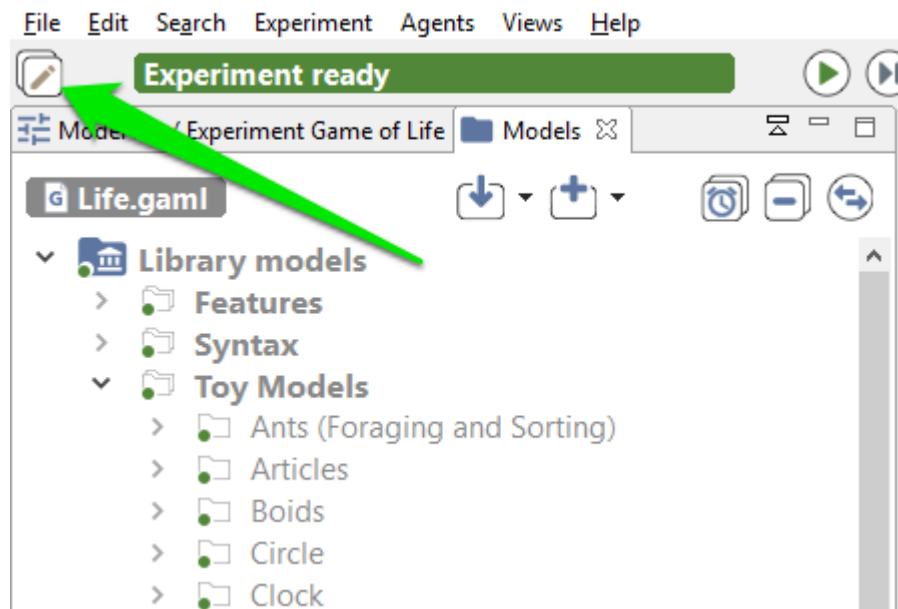 File Edit Search Experiment Agents Views Help
Experiment ready
Experiment Game of Life Models
G Life.gaml
Library models
Features
Syntax
Toy Models
Ants (Foraging and Sorting)
Articles
Boids
Circle
Clock